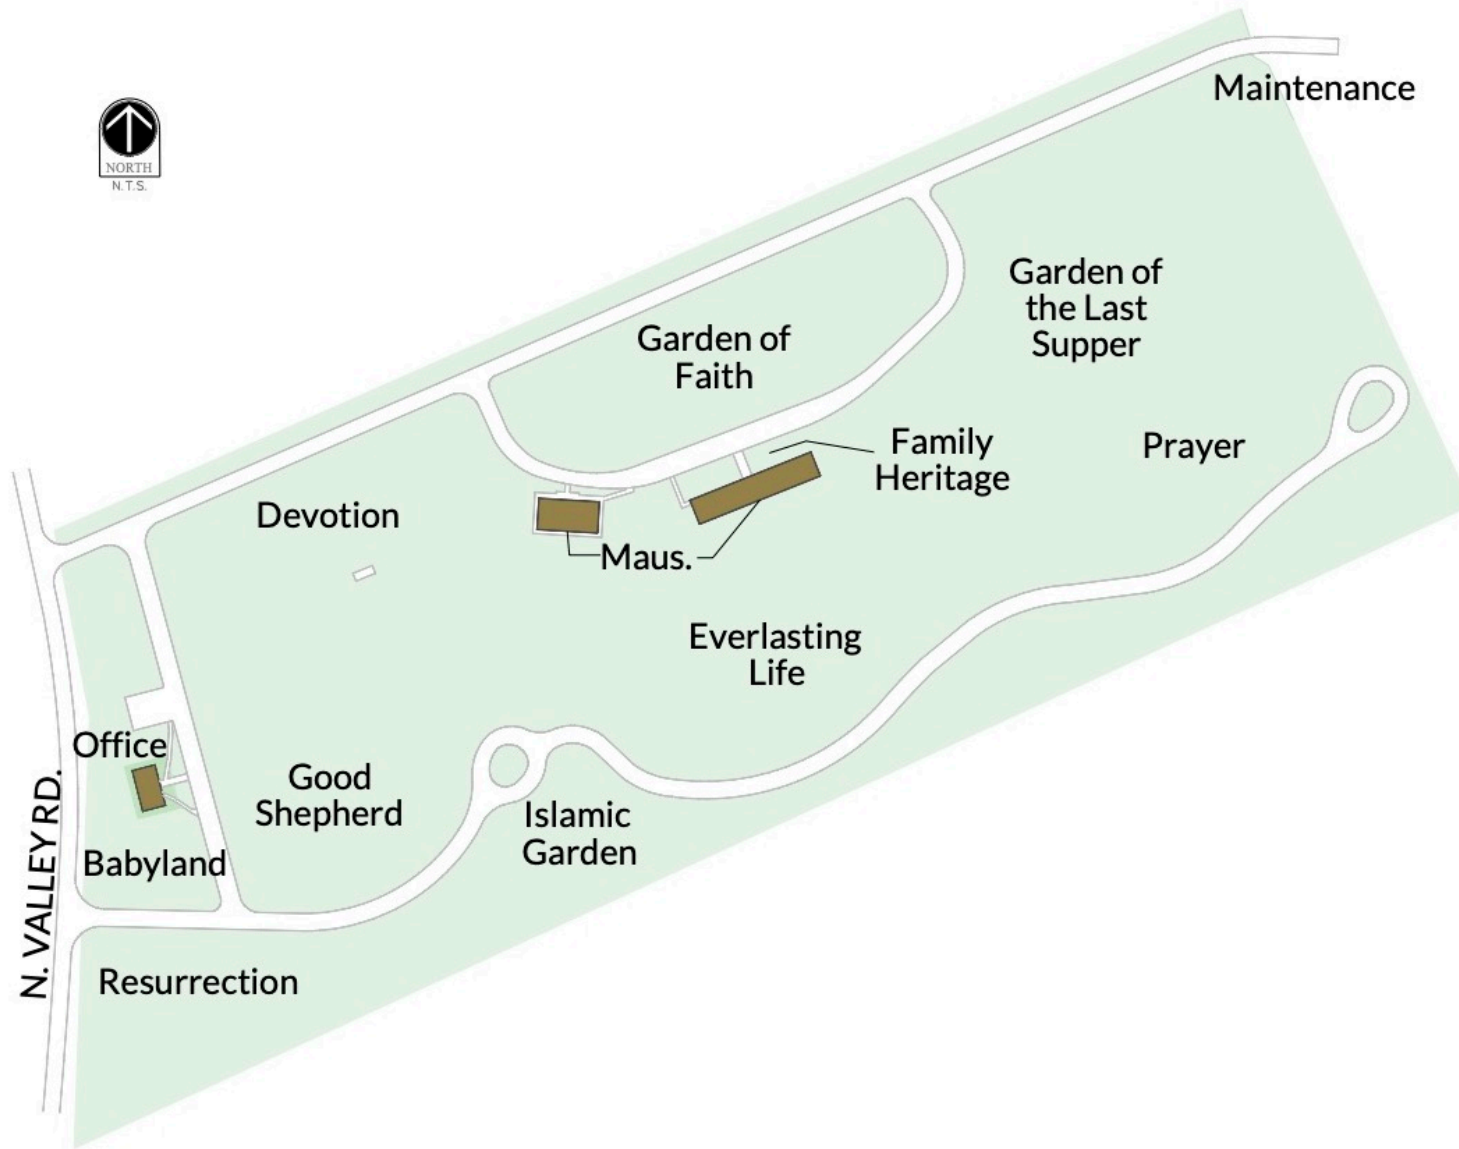 Maintenance
NORTH
N.T.S.
Garden of
the Last
Supper
Garden of
Faith
Family
Heritage
Prayer
Devotion
Maus.
Everlasting
Life
Office
Good
Shepherd
Islamic
Garden
N. VALLEY RD.
Babyland
Resurrection